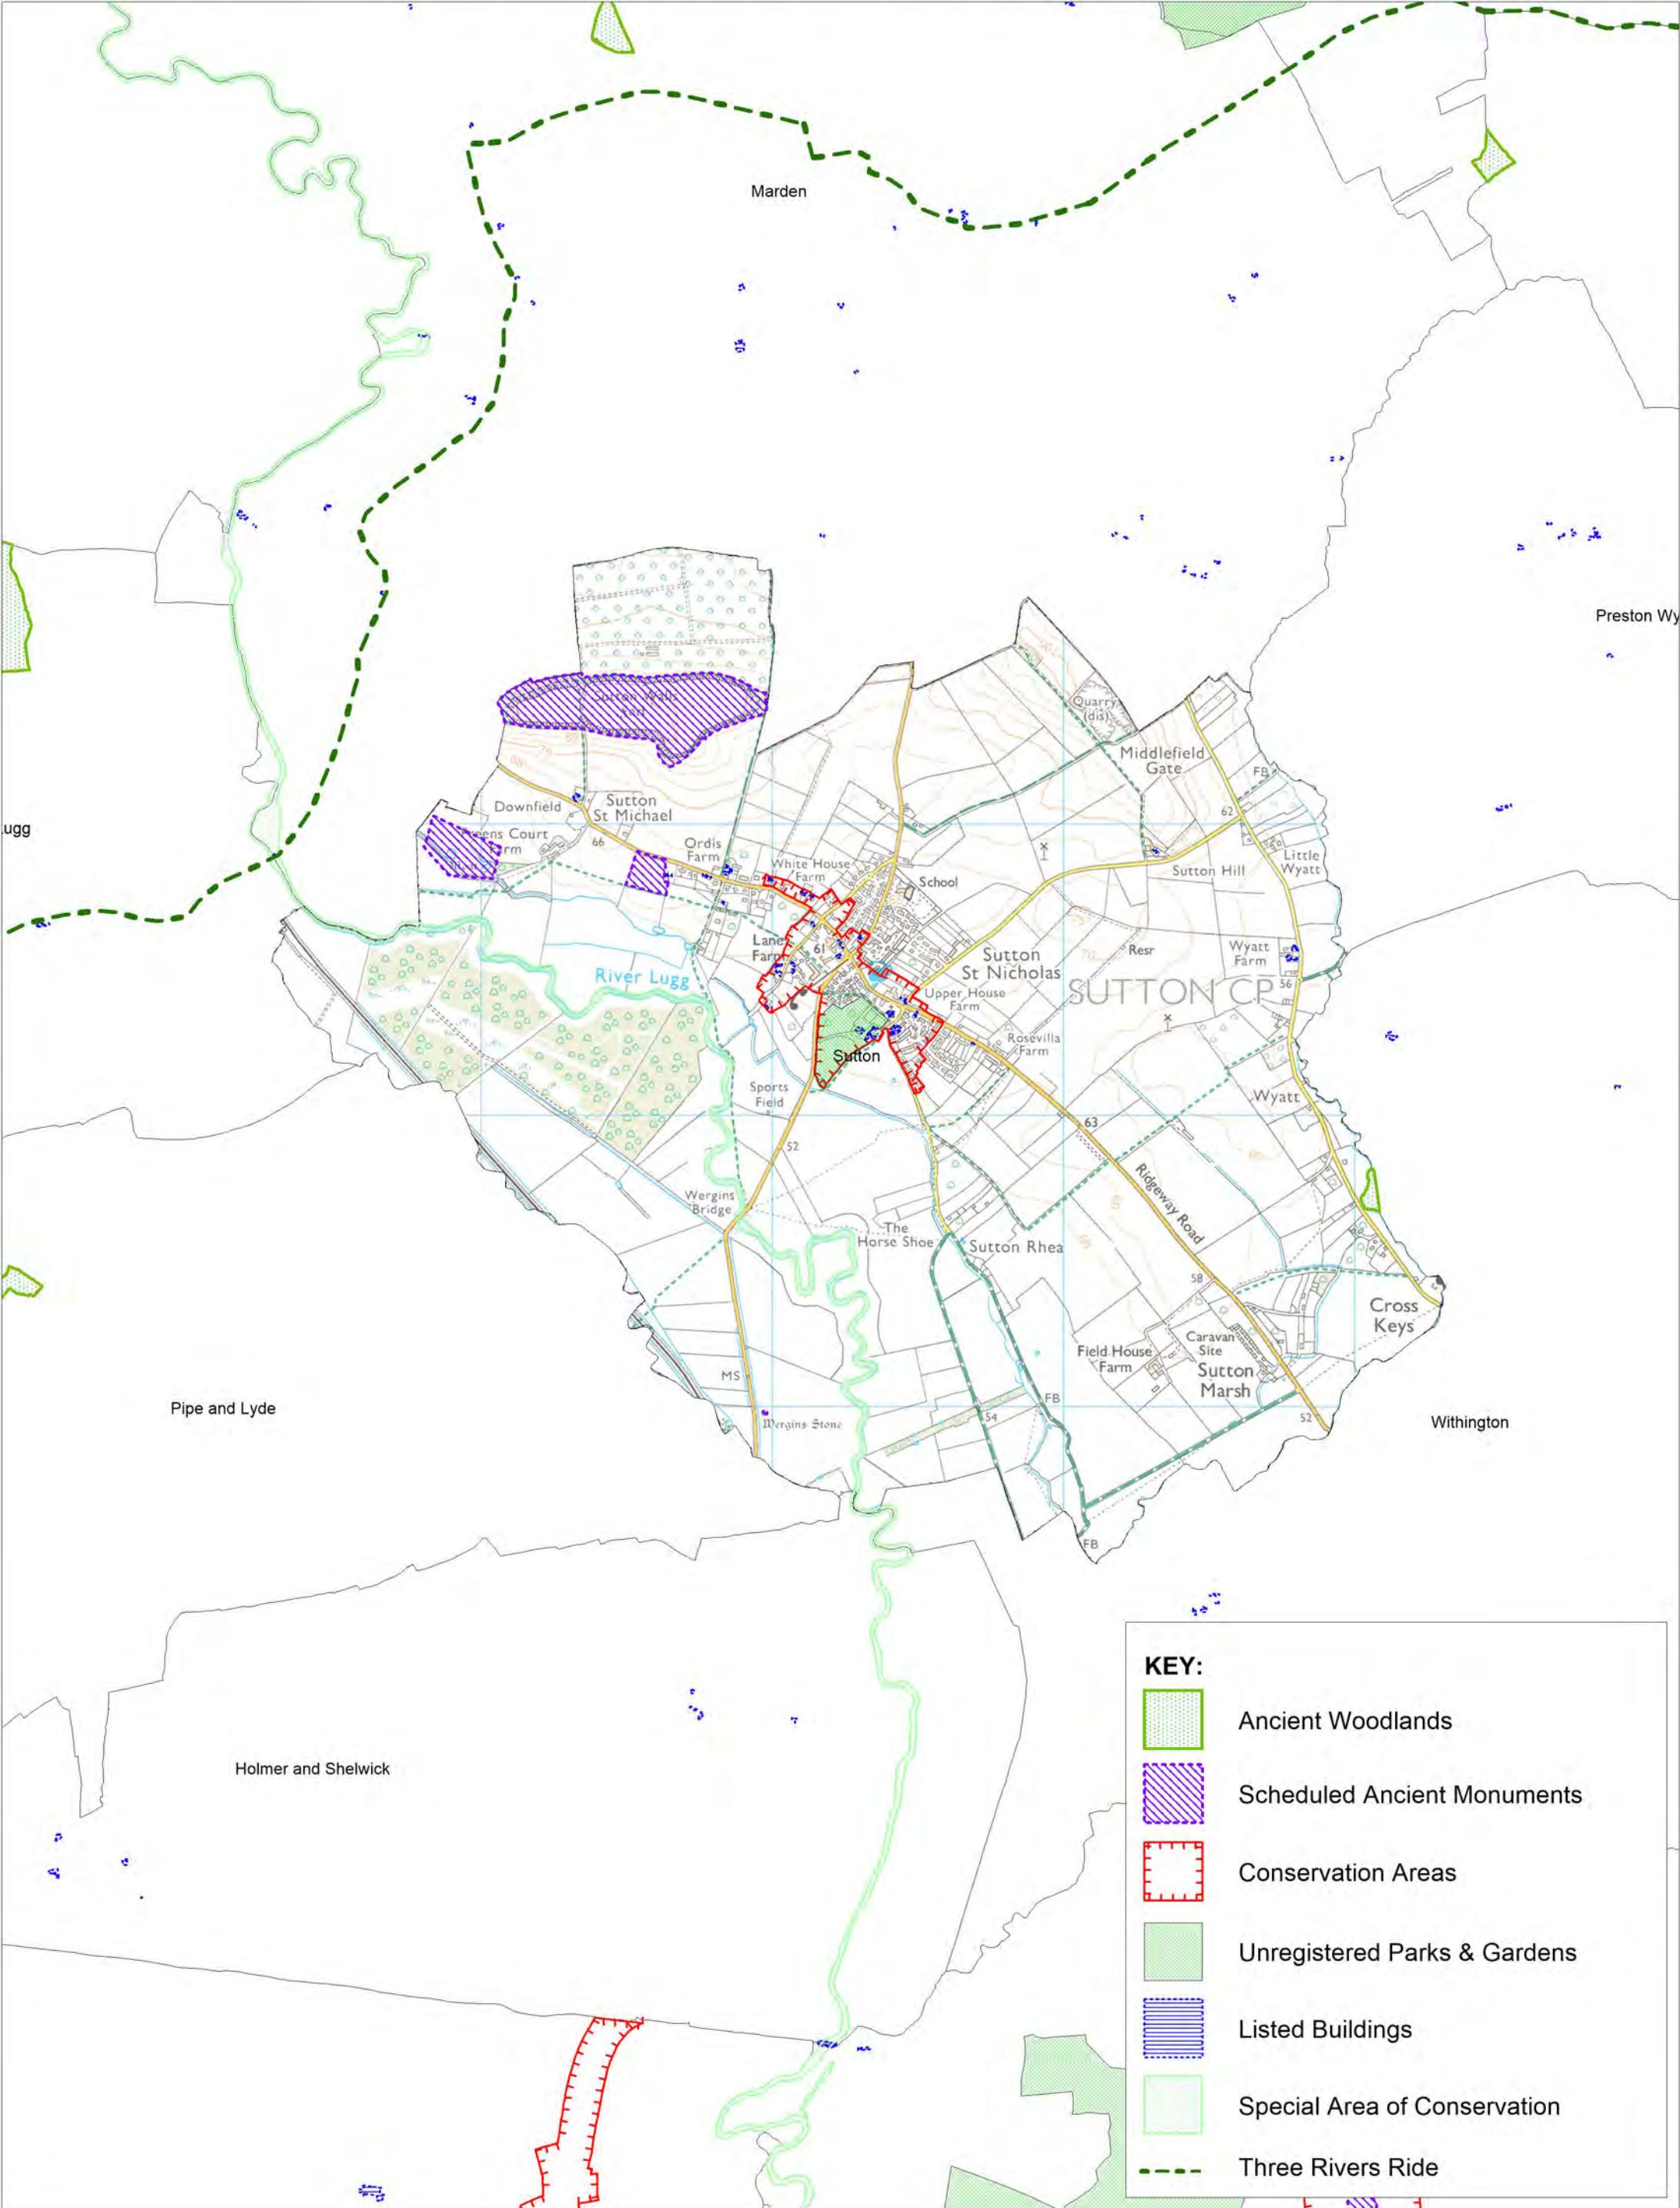 Marden
Preston Wy
Sutton Walls
Fort
Quarry
(dis)
Middlefield
Gate
FB
62
Downfield
Sutton
St Michael
ugg
Farm
66
Ordis
Farm
White House
Farm
School
Little
Wyatt
Sutton Hill
Lane
Farm
61
Sutton
St Nicholas
Resr
Wyatt
Farm
River Lugg
SUTTON CP
56
Upper House
Farm
Rosevilla
Farm
Sutton
Sports
Field
Wyatt
63
52
Ridgeway Road
Wergins
Bridge
The
Horse Shoe
Sutton Rhea
58
Cross
Keys
Field House
Farm
Caravan
Site
Sutton
Marsh
MS
FB
Pipe and Lyde
Wergins Stone
54
52
Withington
FB
KEY:
Ancient Woodlands
Scheduled Ancient Monuments
Holmer and Shelwick
Conservation Areas
Unregistered Parks & Gardens
Listed Buildings
Special Area of Conservation
Three Rivers Ride